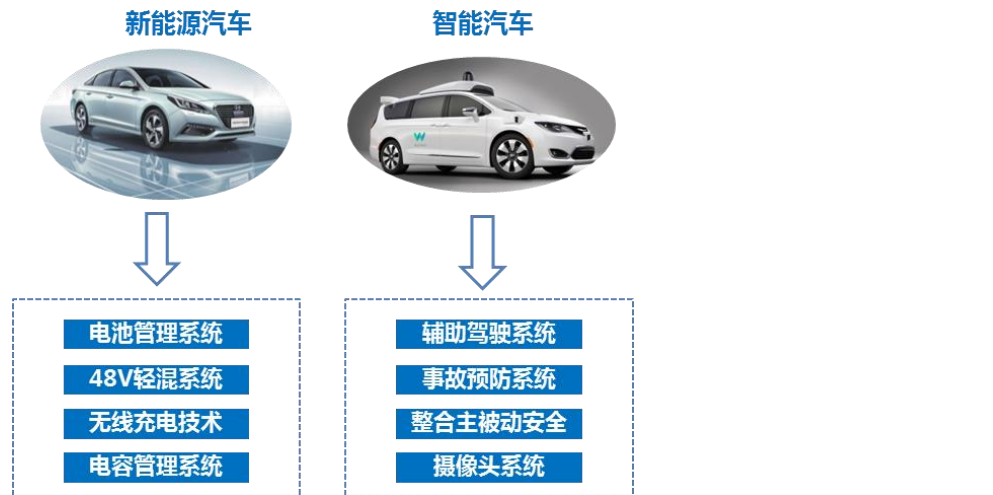 新能源汽车
智能汽车
电池管理系统
48V轻混系统
无线充电技术
电容管理系统
辅助驾驶系统
事故预防系统
整合主被动安全
摄像头系统